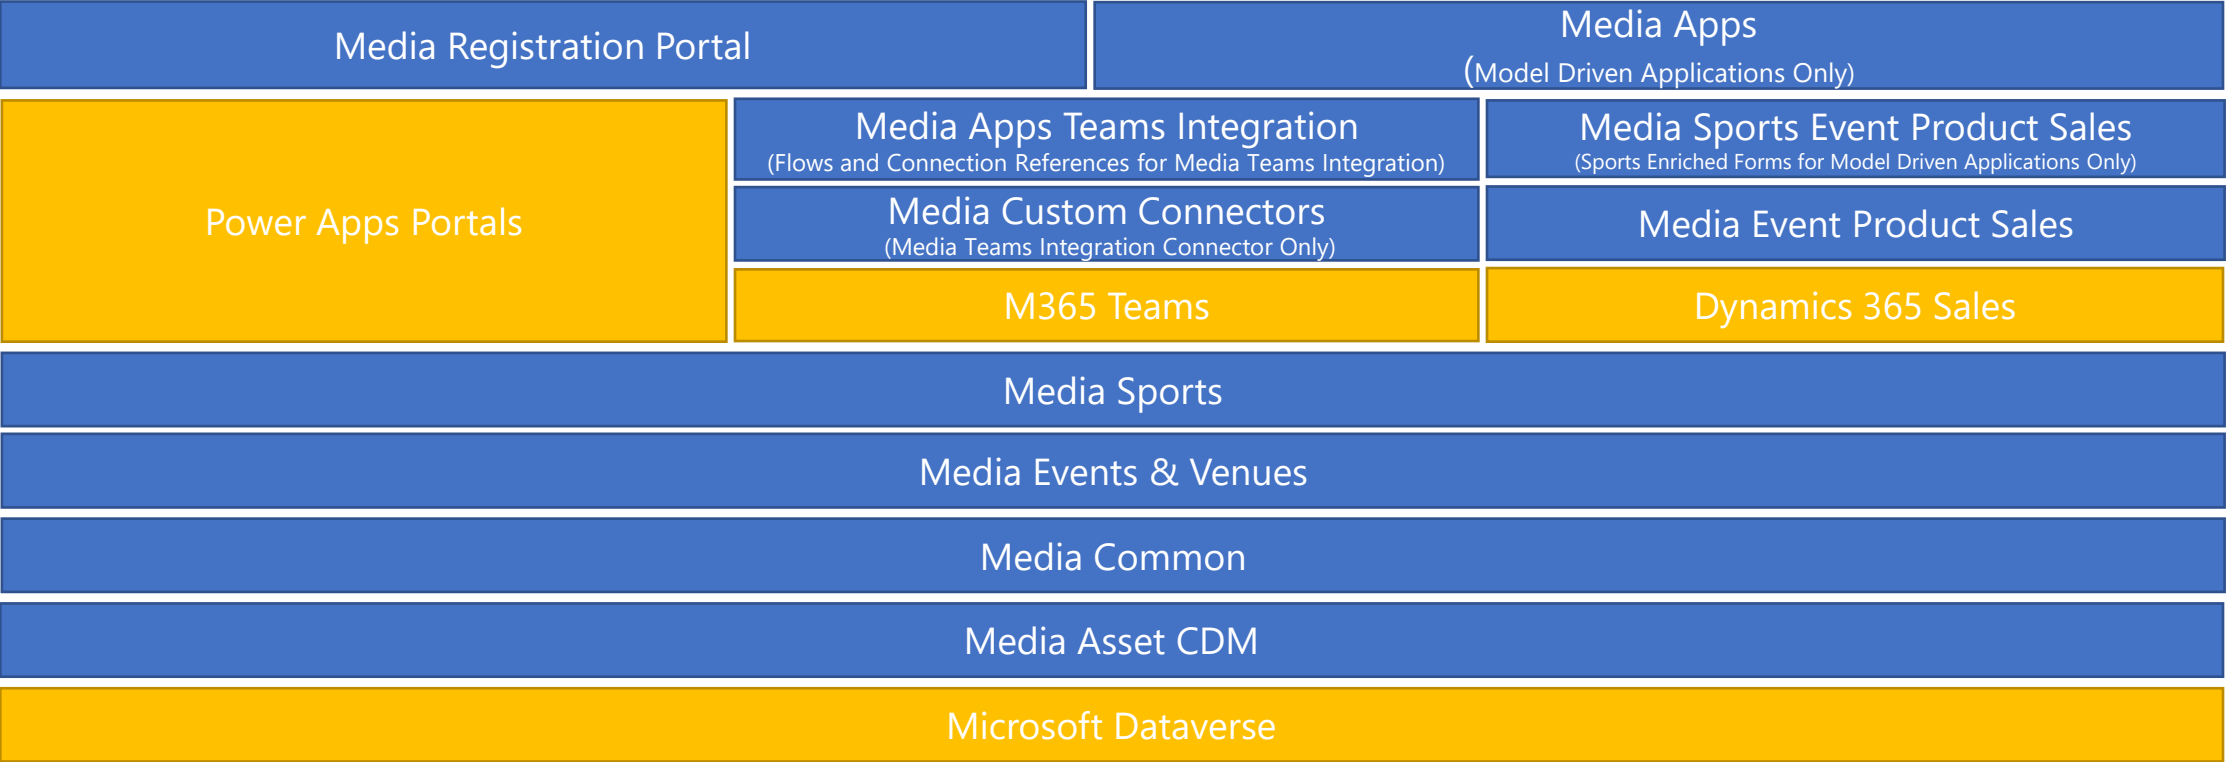 Media Registration Portal
Media Apps
(Model Driven Applications Only)
Power Apps Portals
Media Apps Teams Integration
(Flows and Connection References for Media Teams Integration)
Media Custom Connectors
(Media Teams Integration Connector Only)
M365 Teams
Media Sports Event Product Sales
(Sports Enriched Forms for Model Driven Applications Only)
Media Event Product Sales
Dynamics 365 Sales
Media Sports
Media Events & Venues
Media Common
Media Asset CDM
Microsoft Dataverse